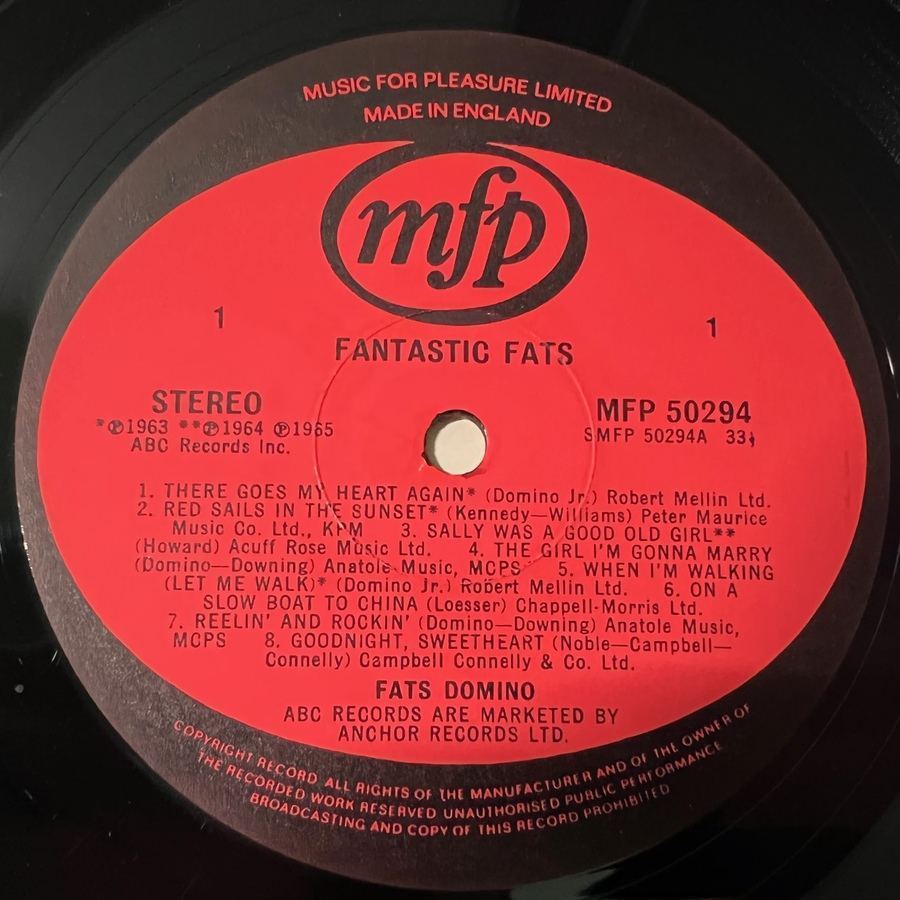 MUSIC FOR PLEASURE LIMITED
MADE IN ENGLAND
mfp
1 1
FANTASTIC FATS
STEREO MFP 50294
*℗1963 **℗1964 ℗1965 SMFP 50294A 33⅓
ABC Records Inc.
1. THERE GOES MY HEART AGAIN* (Domino Jr.) Robert Mellin Ltd.
2. RED SAILS IN THE SUNSET* (Kennedy—Williams) Peter Maurice
Music Co. Ltd., KPM 3. SALLY WAS A GOOD OLD GIRL**
(Howard) Acuff Rose Music Ltd. 4. THE GIRL I'M GONNA MARRY
(Domino—Downing) Anatole Music, MCPS 5. WHEN I'M WALKING
(LET ME WALK)* (Domino Jr.) Robert Mellin Ltd. 6. ON A
SLOW BOAT TO CHINA (Loesser) Chappell-Morris Ltd.
7. REELIN' AND ROCKIN' (Domino—Downing) Anatole Music,
MCPS 8. GOODNIGHT, SWEETHEART (Noble—Campbell—
Connelly) Campbell Connelly & Co. Ltd.
FATS DOMINO
ABC RECORDS ARE MARKETED BY
ANCHOR RECORDS LTD.
COPYRIGHT RECORD ALL RIGHTS OF THE MANUFACTURER AND OF THE OWNER OF
THE RECORDED WORK RESERVED UNAUTHORISED PUBLIC PERFORMANCE
BROADCASTING AND COPY OF THIS RECORD PROHIBITED